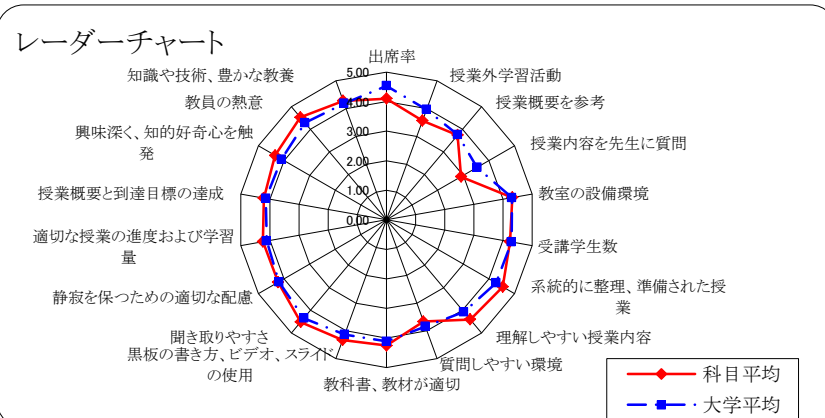 レーダーチャート
出席率
授業外学習活動
授業概要を参考
授業内容を先生に質問
教室の設備環境
受講学生数
系統的に整理、準備された授
業
理解しやすい授業内容
質問しやすい環境
教科書、教材が適切
黒板の書き方、ビデオ、スライド
の使用
聞き取りやすさ
静寂を保つための適切な配慮
適切な授業の進度および学習
量
授業概要と到達目標の達成
興味深く、知的好奇心を触
発
教員の熱意
知識や技術、豊かな教養
5.00
4.00
3.00
2.00
1.00
0.00
科目平均
大学平均